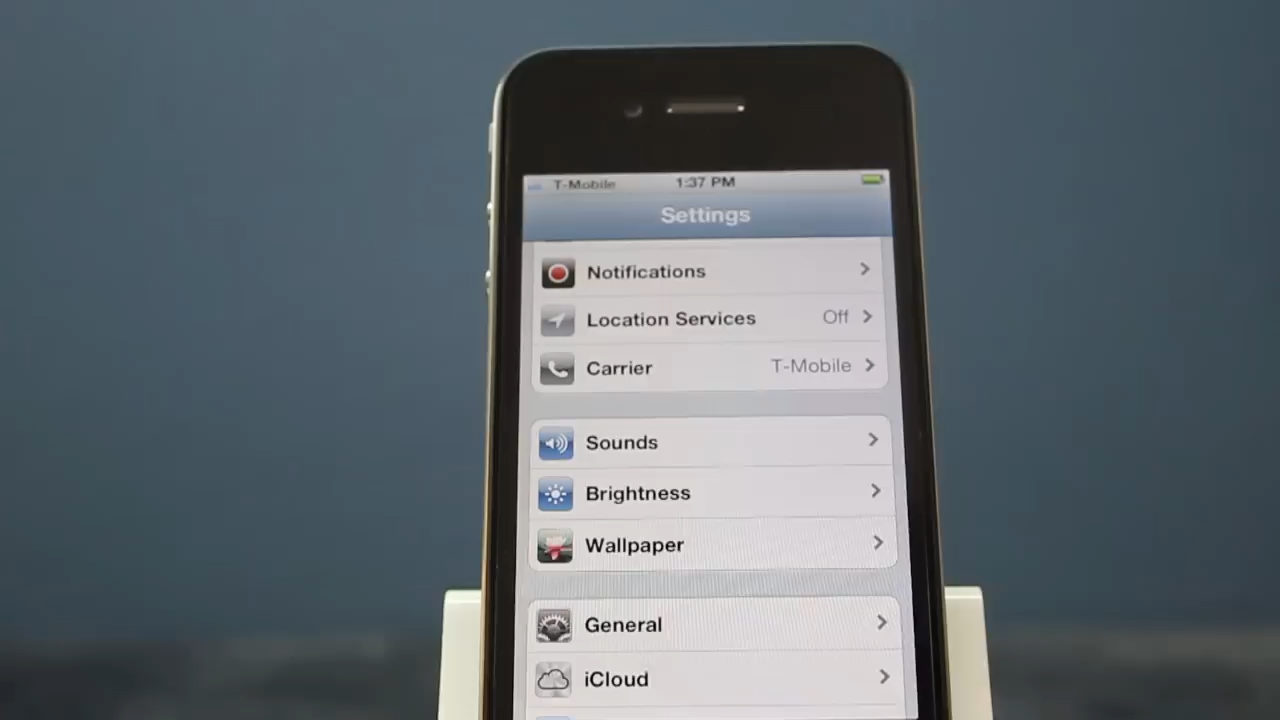 T-Mobile 1:37 PM
Settings
Notifications
Location Services Off
Carrier T-Mobile
Sounds
Brightness
Wallpaper
General
iCloud